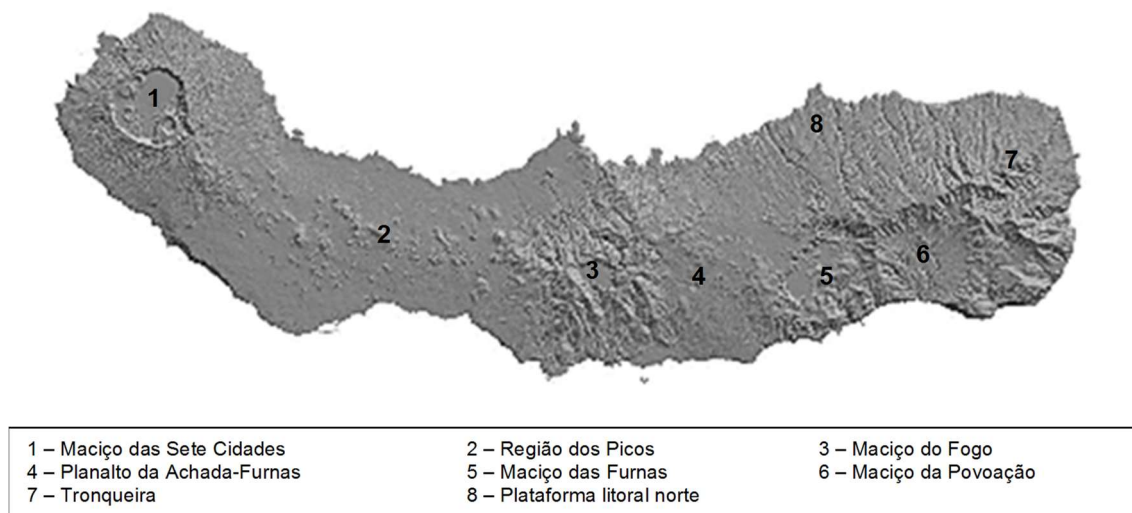 1
8
7
2
3
4
5
6
1 – Maciço das Sete Cidades 2 – Região dos Picos 3 – Maciço do Fogo
4 – Planalto da Achada-Furnas 5 – Maciço das Furnas 6 – Maciço da Povoação
7 – Tronqueira 8 – Plataforma litoral norte